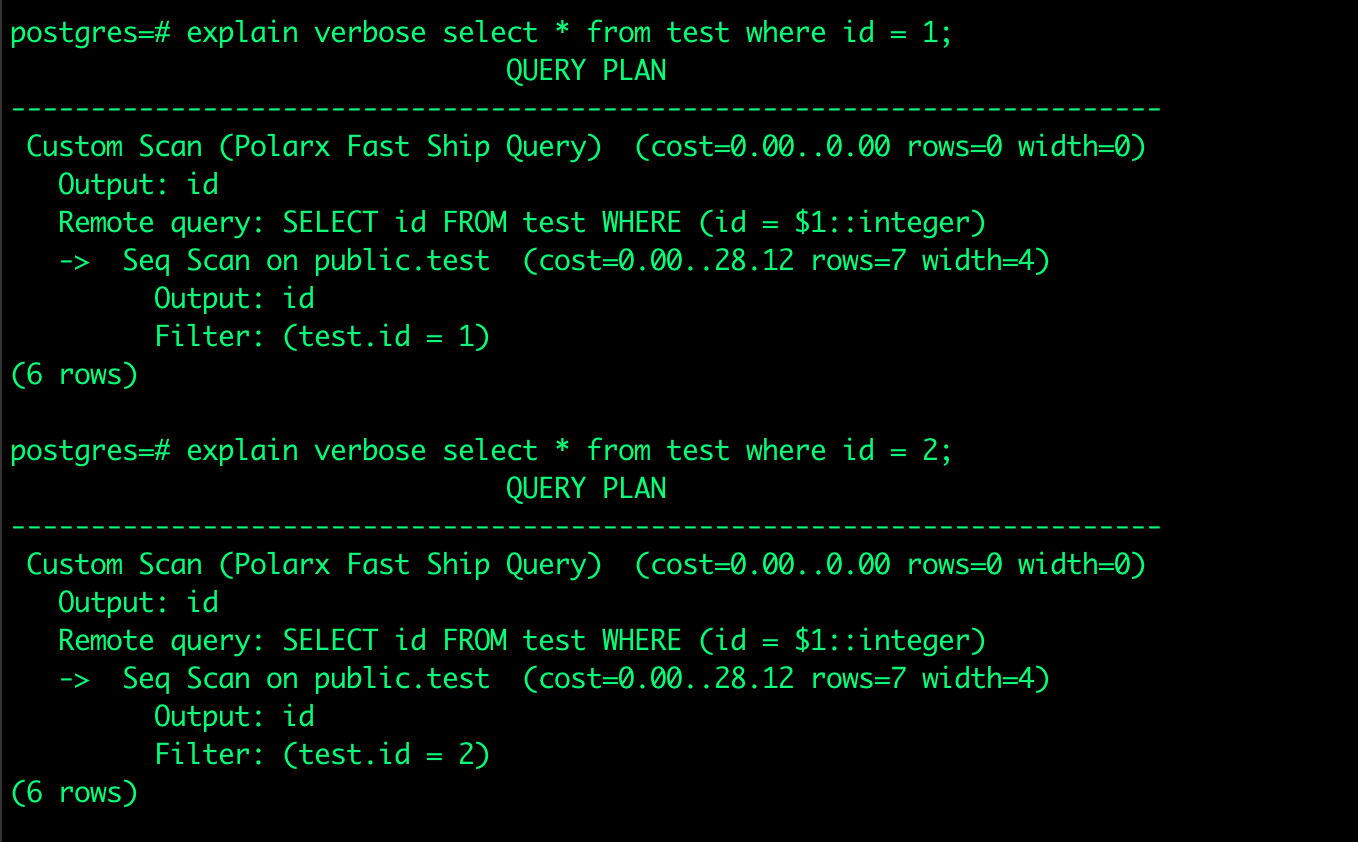 postgres=# explain verbose select * from test where id = 1;
                               QUERY PLAN
------------------------------------------------------------------------
 Custom Scan (Polarx Fast Ship Query)  (cost=0.00..0.00 rows=0 width=0)
   Output: id
   Remote query: SELECT id FROM test WHERE (id = $1::integer)
   ->  Seq Scan on public.test  (cost=0.00..28.12 rows=7 width=4)
         Output: id
         Filter: (test.id = 1)
(6 rows)

postgres=# explain verbose select * from test where id = 2;
                               QUERY PLAN
------------------------------------------------------------------------
 Custom Scan (Polarx Fast Ship Query)  (cost=0.00..0.00 rows=0 width=0)
   Output: id
   Remote query: SELECT id FROM test WHERE (id = $1::integer)
   ->  Seq Scan on public.test  (cost=0.00..28.12 rows=7 width=4)
         Output: id
         Filter: (test.id = 2)
(6 rows)